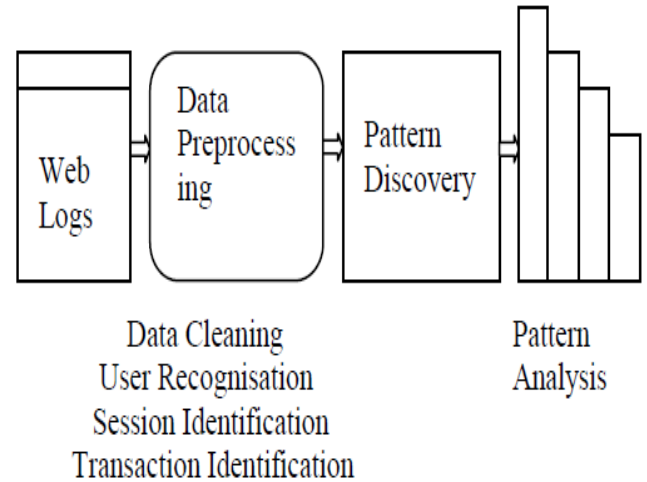 Web
Logs
Data
Preprocess
ing
Pattern
Discovery
Data Cleaning
User Recognisation
Session Identification
Transaction Identification
Pattern
Analysis